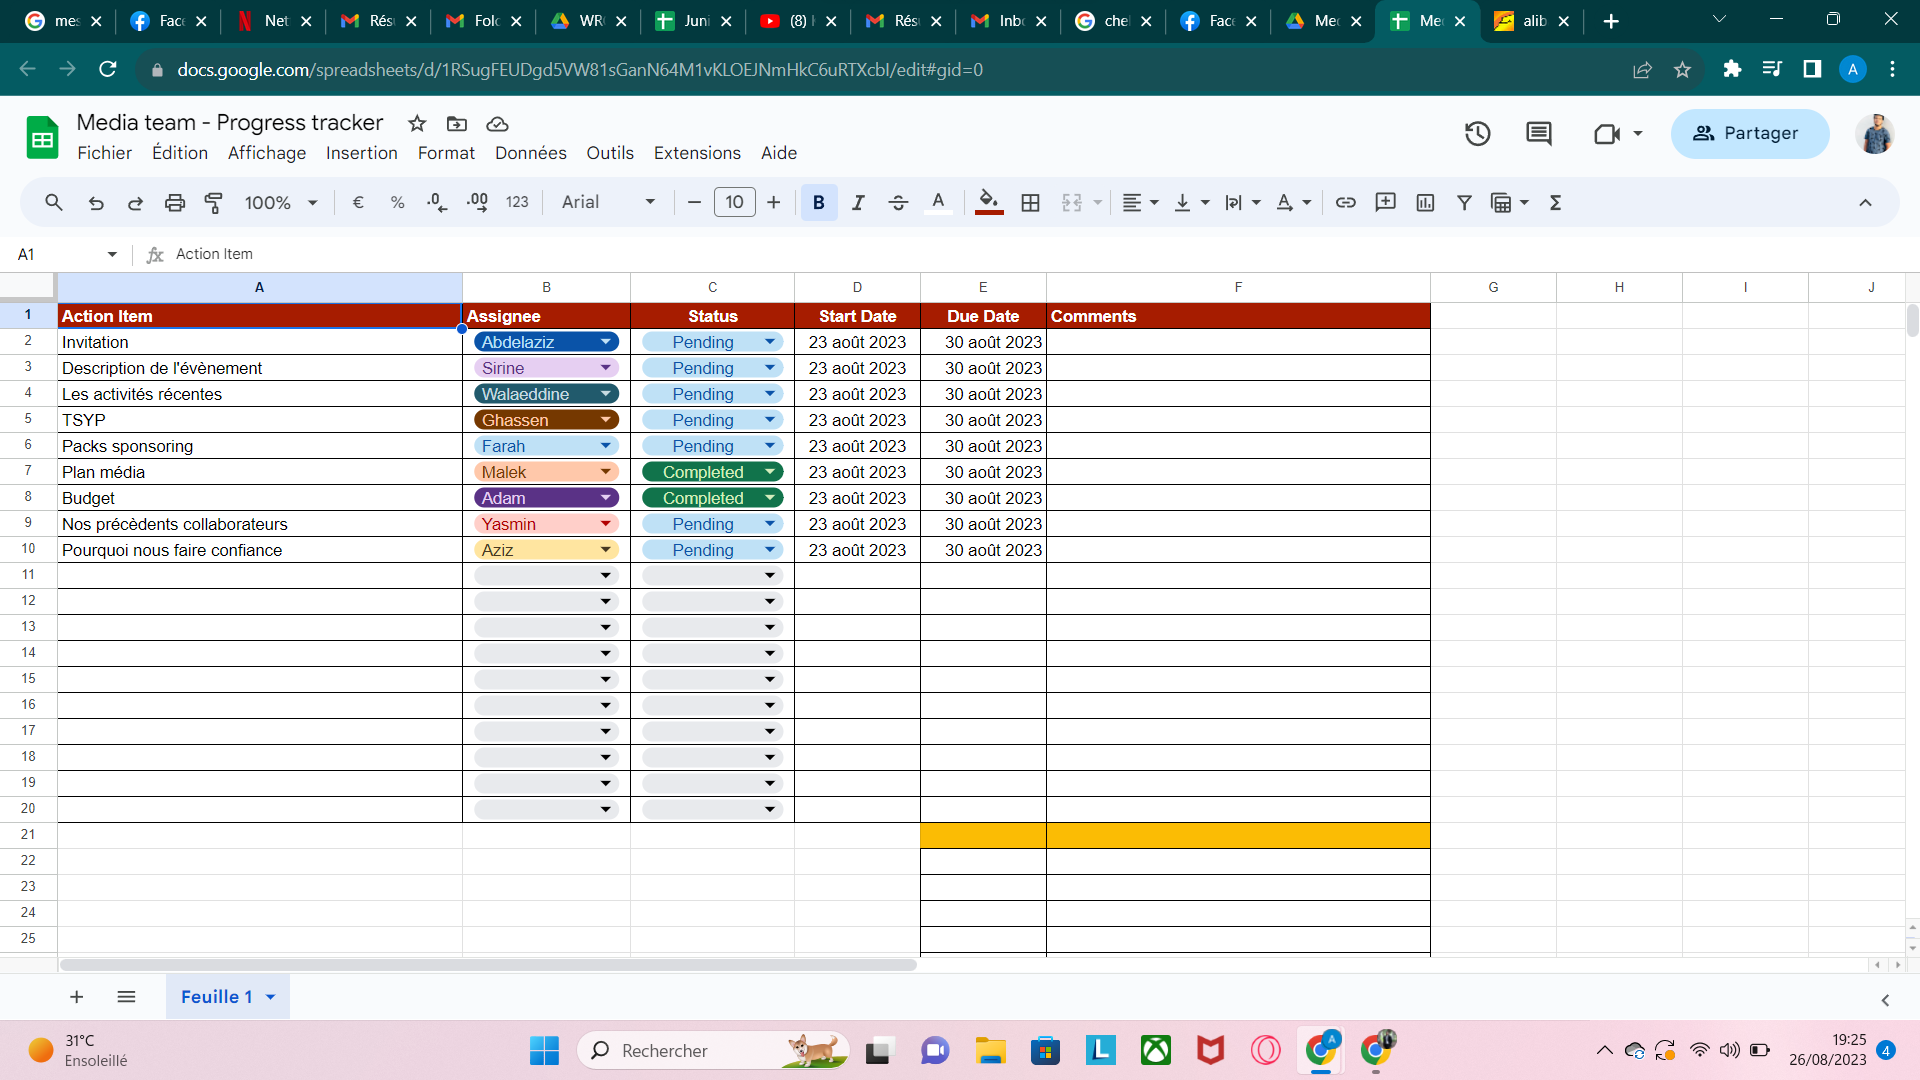 mes Face Net Rés Folc WR Juni (8) Rés Inbo che Face Med Med alib
docs.google.com/spreadsheets/d/1RSugFEUDgd5VW81sGanN64M1vKLOEJNmHkC6uRTXcbI/edit#gid=0 A
Media team - Progress tracker
Partager
Fichier Édition Affichage Insertion Format Données Outils Extensions Aide
100% € % .0 .00 123 Arial 10 B I A A Σ
A1 fx Action Item
A B C D E F G H I J
1 Action Item Assignee Status Start Date Due Date Comments
2 Invitation Abdelaziz Pending 23 août 2023 30 août 2023
3 Description de l'évènement Sirine Pending 23 août 2023 30 août 2023
4 Les activités récentes Walaeddine Pending 23 août 2023 30 août 2023
5 TSYP Ghassen Pending 23 août 2023 30 août 2023
6 Packs sponsoring Farah Pending 23 août 2023 30 août 2023
7 Plan média Malek Completed 23 août 2023 30 août 2023
8 Budget Adam Completed 23 août 2023 30 août 2023
9 Nos précèdents collaborateurs Yasmin Pending 23 août 2023 30 août 2023
10 Pourquoi nous faire confiance Aziz Pending 23 août 2023 30 août 2023
11
12
13
14
15
16
17
18
19
20
21
22
23
24
25
Feuille 1
31°C
Ensoleillé
Rechercher
L
A
19:25
26/08/2023
4